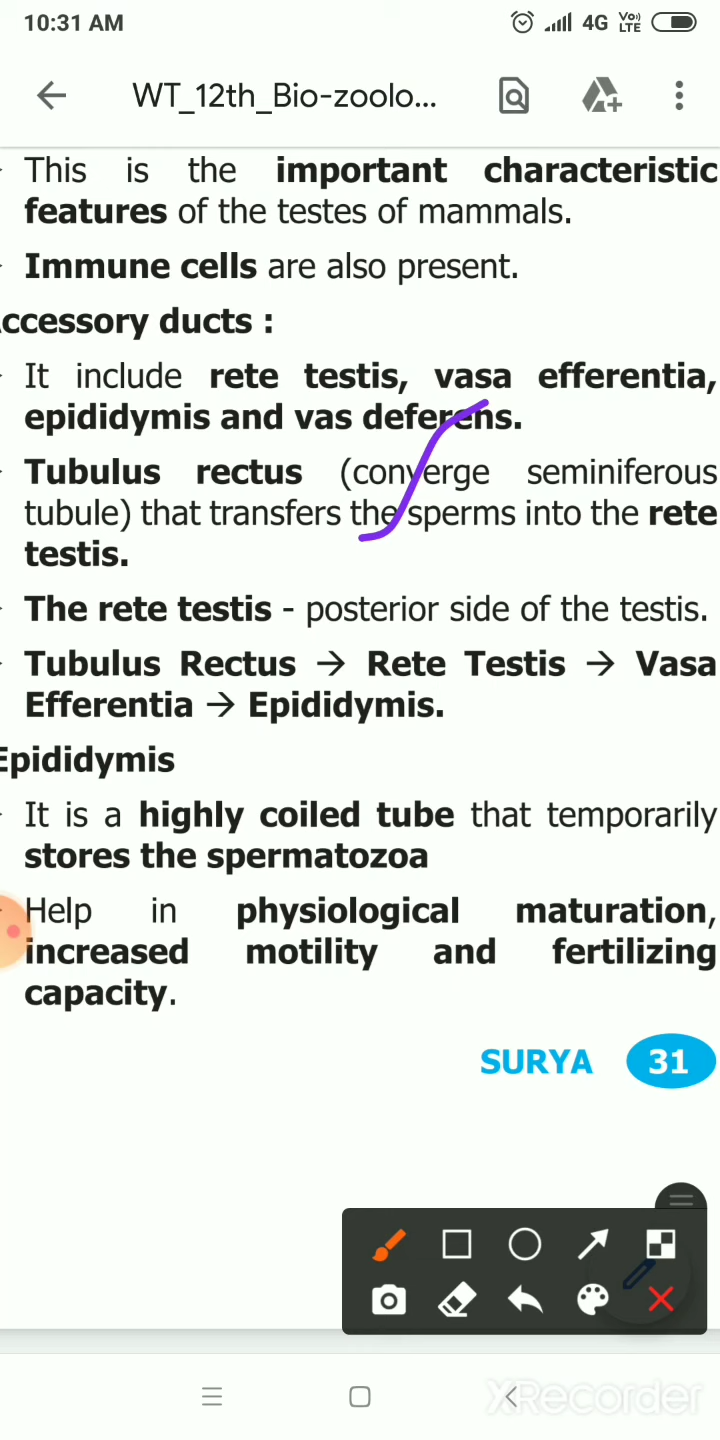 10:31 AM
4G Vo)) LTE
WT_12th_Bio-zoolo...
This is the important characteristic
features of the testes of mammals.
Immune cells are also present.
ccessory ducts :
It include rete testis, vasa efferentia,
epididymis and vas deferens.
Tubulus rectus (converge seminiferous
tubule) that transfers the sperms into the rete
testis.
The rete testis - posterior side of the testis.
Tubulus Rectus → Rete Testis → Vasa
Efferentia → Epididymis.
Epididymis
It is a highly coiled tube that temporarily
stores the spermatozoa
Help in physiological maturation,
increased motility and fertilizing
capacity.
SURYA 31
XRecorder